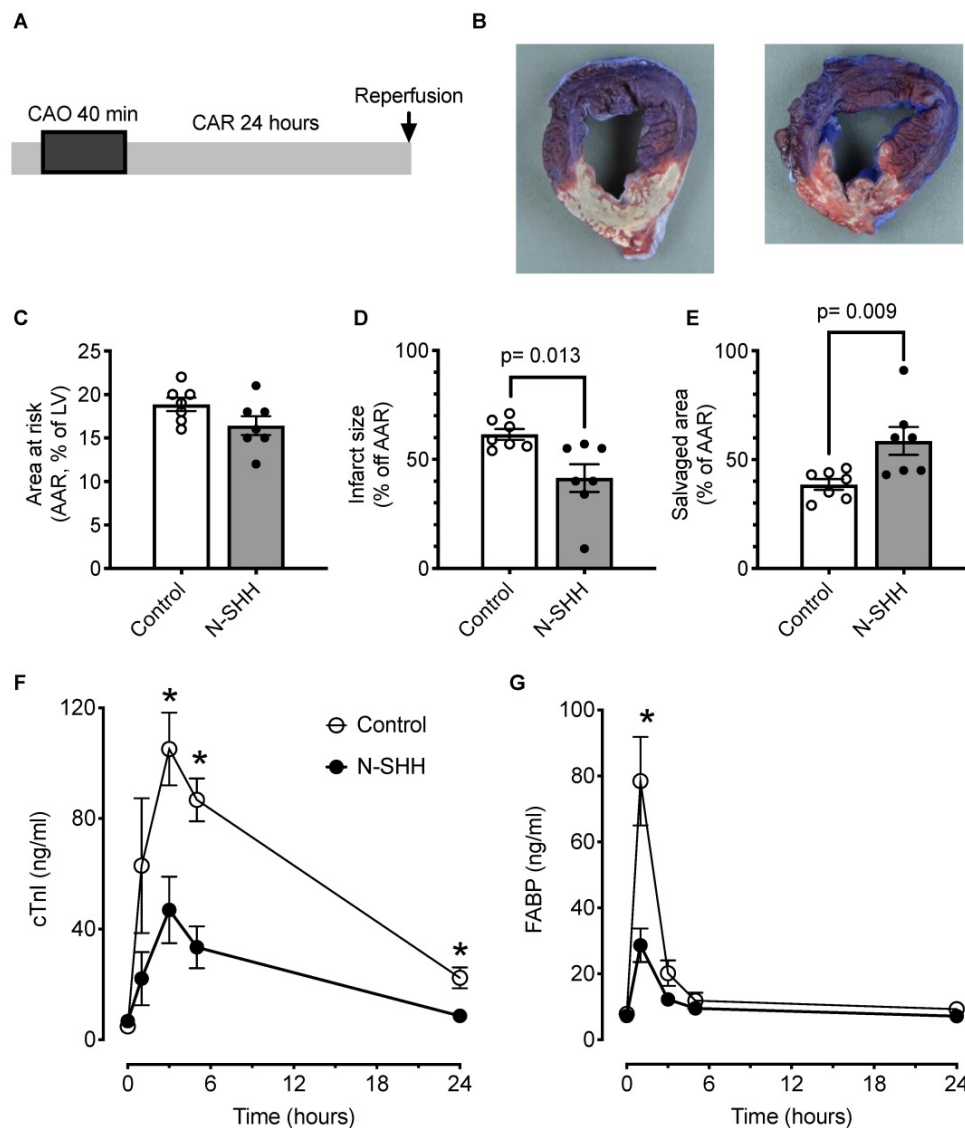 A
CAO 40 min
CAR 24 hours
Reperfusion
B
C
Area at risk
(AAR, % of LV)
25
20
15
10
5
0
Control
N-SHH
D
Infarct size
(% off AAR)
100
50
0
p= 0.013
Control
N-SHH
E
Salvaged area
(% of AAR)
100
50
0
p= 0.009
Control
N-SHH
F
cTnI (ng/ml)
120
80
40
0
*
*
*
Control
N-SHH
0
6
12
18
24
Time (hours)
G
FABP (ng/ml)
100
80
60
40
20
0
*
0
6
12
18
24
Time (hours)